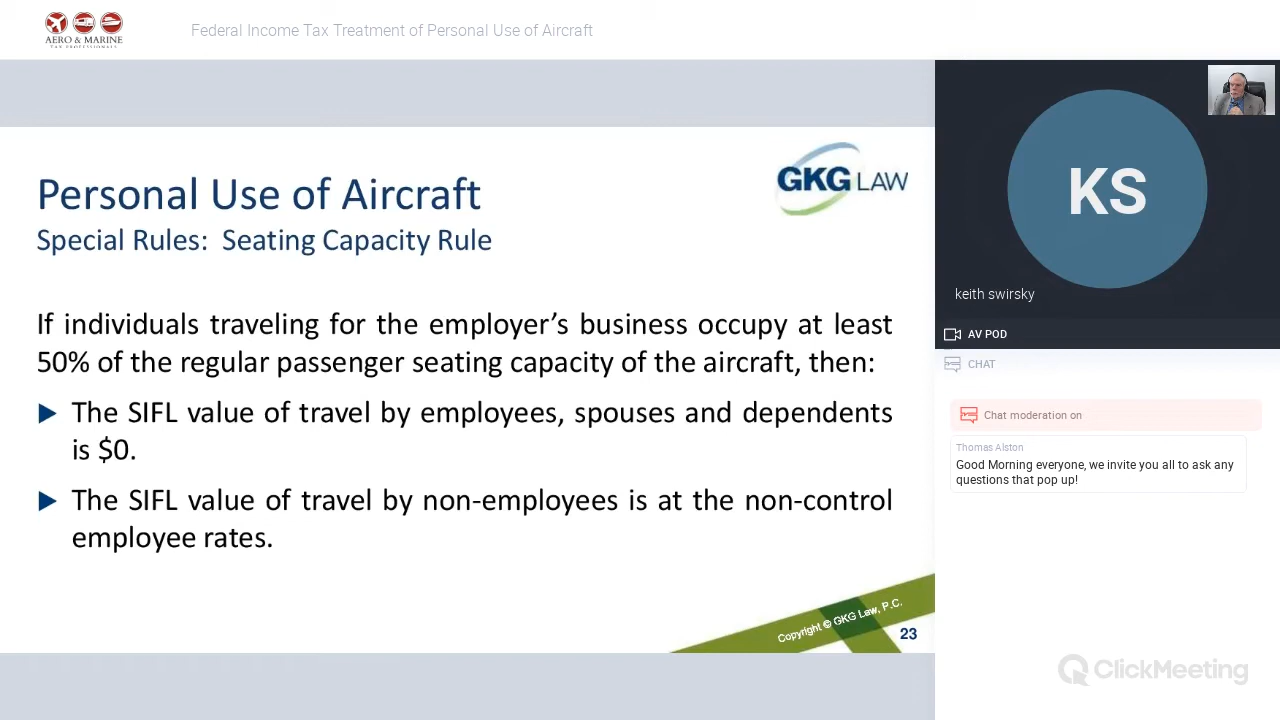 AERO & MARINE
TAX PROFESSIONALS
Federal Income Tax Treatment of Personal Use of Aircraft
GKG LAW
Personal Use of Aircraft
Special Rules: Seating Capacity Rule
If individuals traveling for the employer’s business occupy at least
50% of the regular passenger seating capacity of the aircraft, then:
The SIFL value of travel by employees, spouses and dependents
is $0.
The SIFL value of travel by non-employees is at the non-control
employee rates.
Copyright © GKG Law, P.C.
23
KS
keith swirsky
AV POD
CHAT
Chat moderation on
Thomas Alston
Good Morning everyone, we invite you all to ask any
questions that pop up!
ClickMeeting